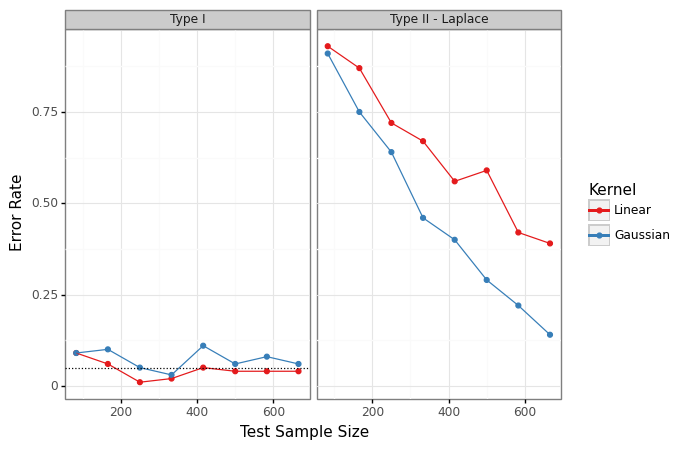 Type I
Type II - Laplace
Error Rate
0.75
0.50
0.25
0
200
400
600
200
400
600
Test Sample Size
Kernel
Linear
Gaussian